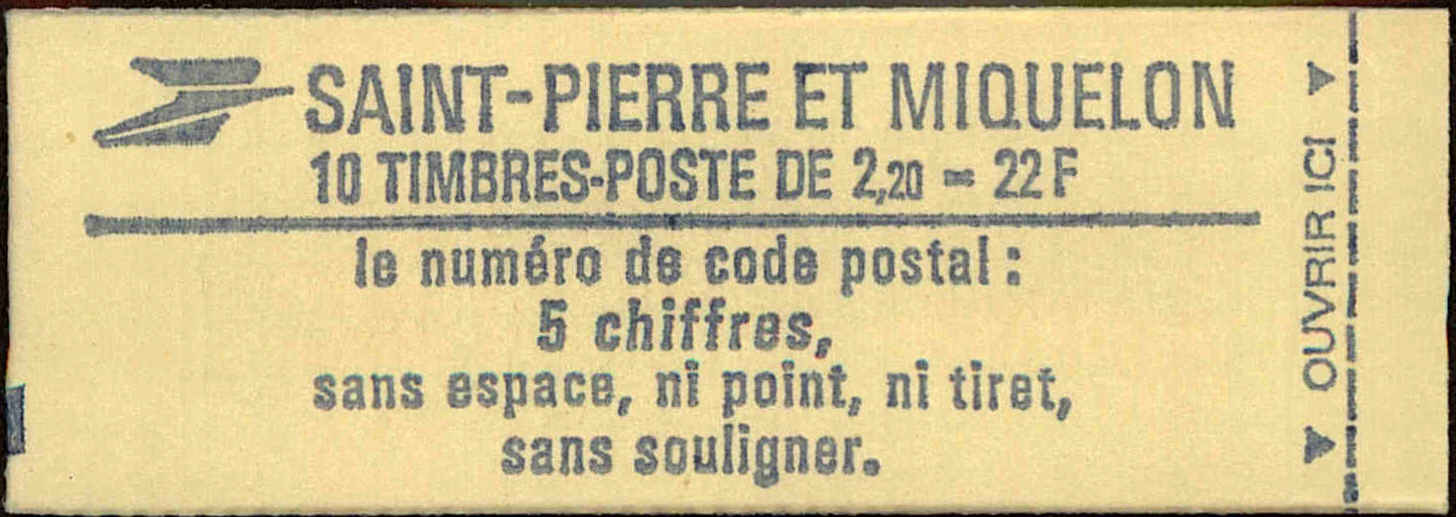 SAINT-PIERRE ET MIQUELON
10 TIMBRES-POSTE DE 2,20 = 22 F
le numéro de code postal :
5 chiffres,
sans espace, ni point, ni tiret,
sans souligner.
OUVRIR ICI